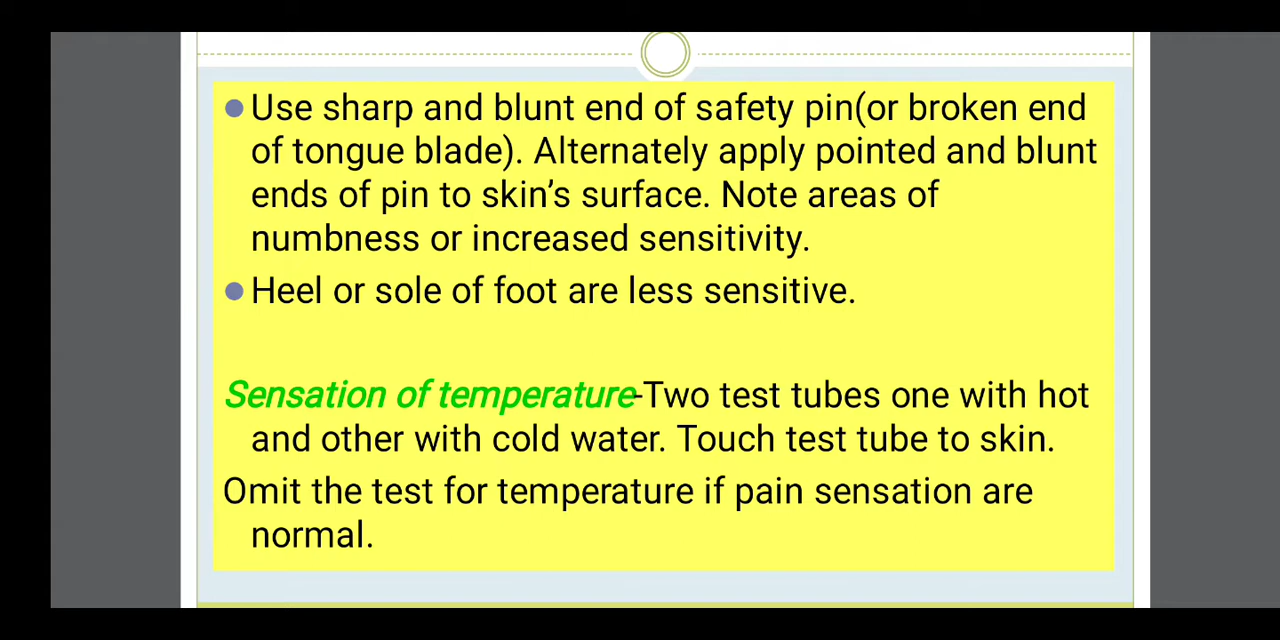 Use sharp and blunt end of safety pin(or broken end
of tongue blade). Alternately apply pointed and blunt
ends of pin to skin's surface. Note areas of
numbness or increased sensitivity.
Heel or sole of foot are less sensitive.
Sensation of temperature-Two test tubes one with hot
and other with cold water. Touch test tube to skin.
Omit the test for temperature if pain sensation are
normal.